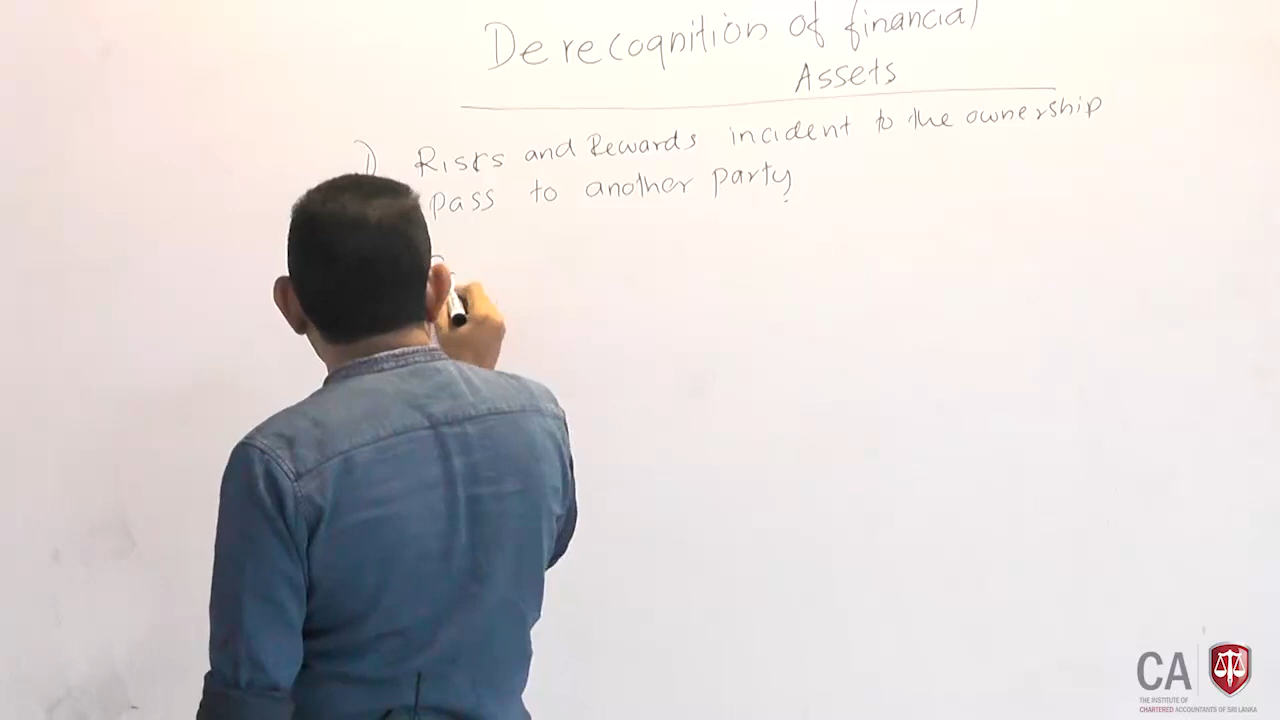 Derecognition of financial
Assets
1) Risks and Rewards incident to the ownership
pass to another party
CA
THE INSTITUTE OF
CHARTERED ACCOUNTANTS OF SRI LANKA